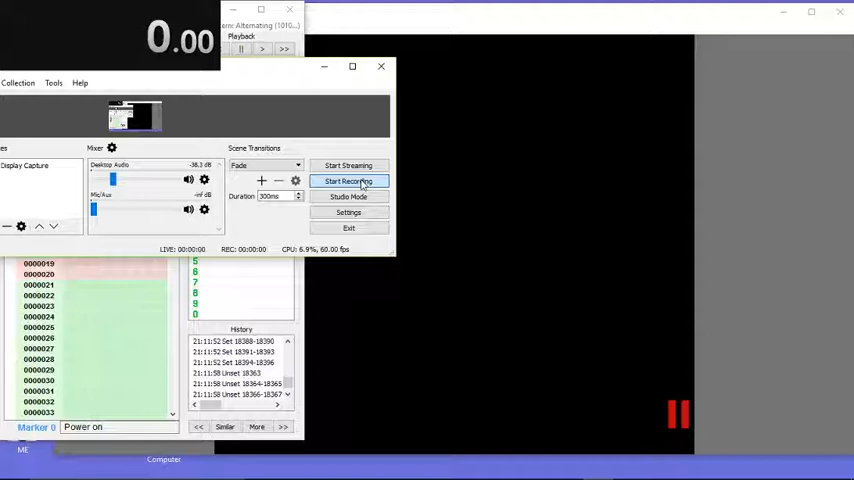 0.00
tern: Alternating (1010...)
Playback
>
>>
Collection Tools Help
ces Mixer Scene Transitions
Display Capture
Desktop Audio -38.3 dB
Fade
Start Streaming
Start Recording
Mic/Aux -inf dB
Duration 300ms
Studio Mode
Settings
Exit
LIVE: 00:00:00 REC: 00:00:00 CPU: 6.9%, 60.00 fps
0000019
0000020
0000021
0000022
0000023
0000024
0000025
0000026
0000027
0000028
0000029
0000030
0000031
0000032
0000033
5
6
7
8
9
0
History
21:11:52 Set 18388-18390
21:11:52 Set 18391-18393
21:11:52 Set 18394-18396
21:11:58 Unset 18363
21:11:58 Unset 18364-18365
21:11:58 Unset 18366-18367
Marker 0 Power on
<< Similar More >>
ME
Computer